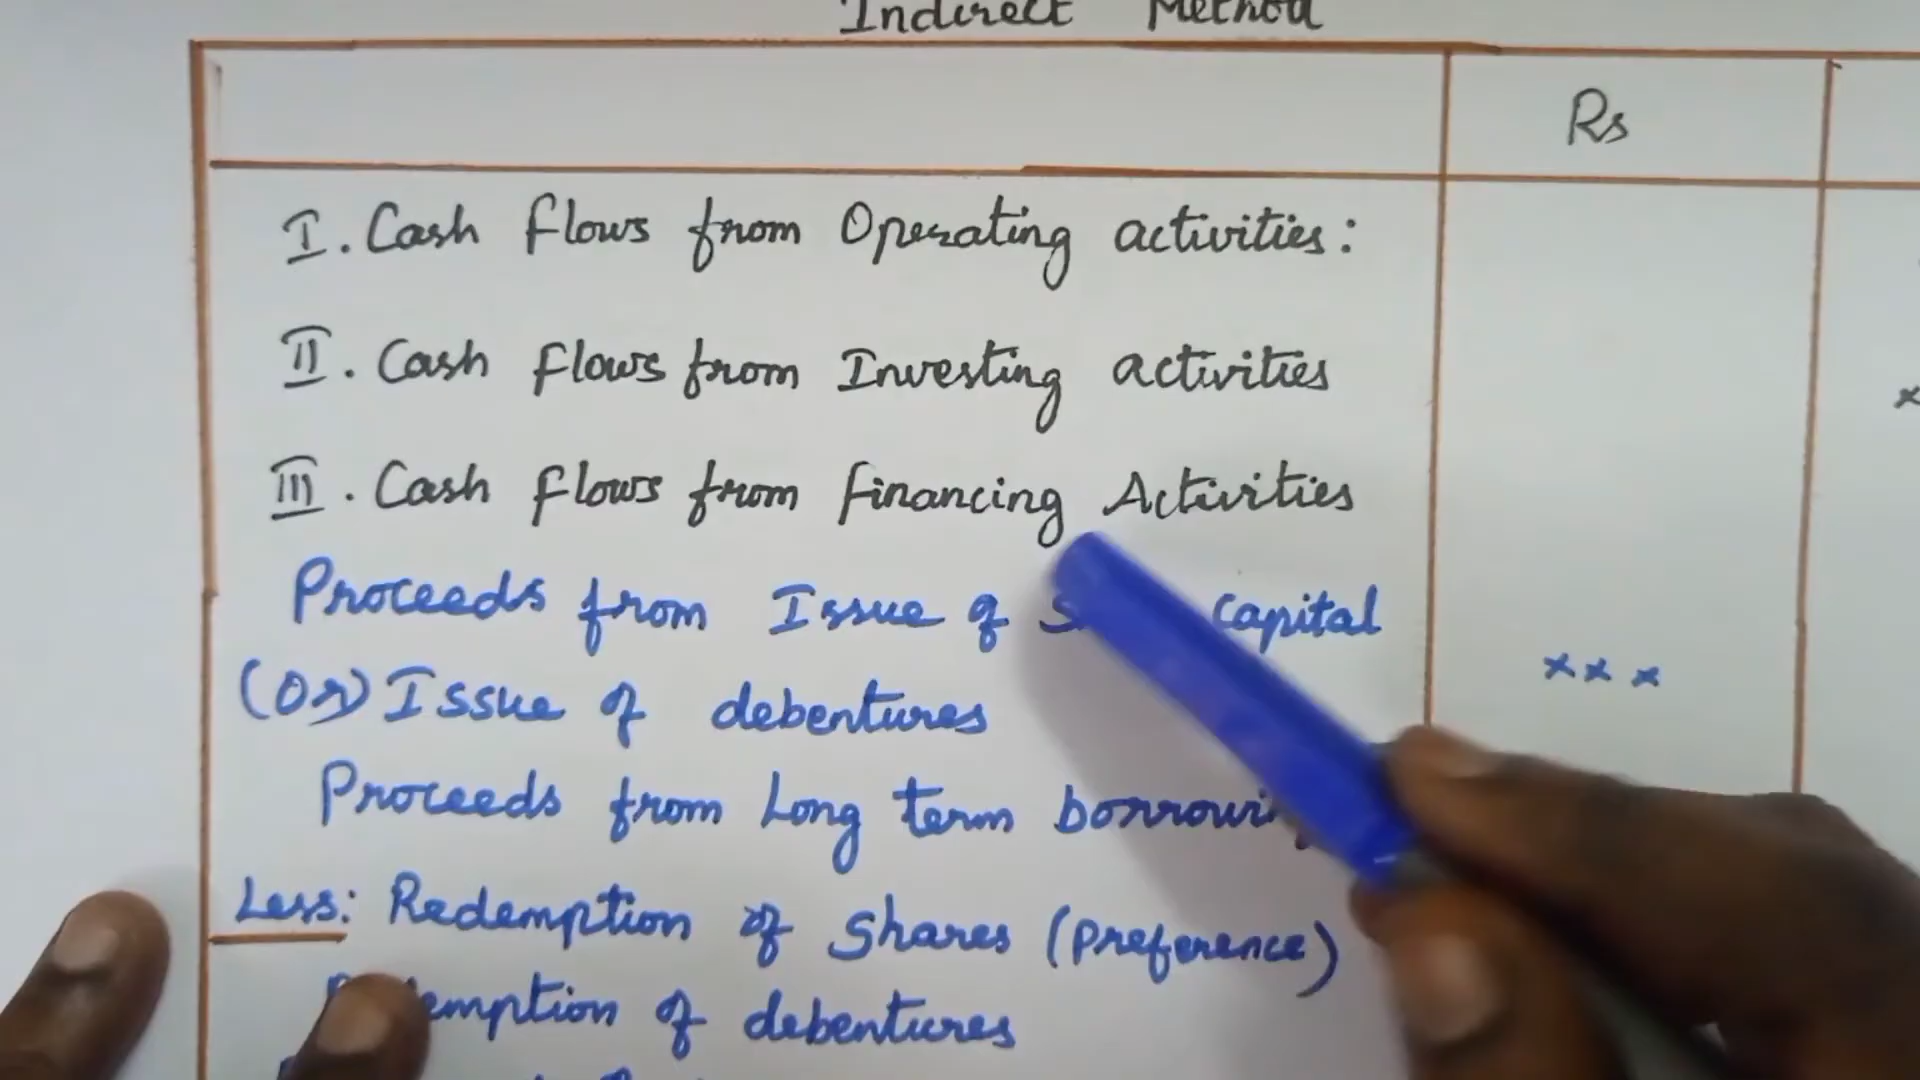 Indirect Method
Rs
I. Cash flows from Operating activities:
II. Cash flows from Investing activities
x
III. Cash flows from financing Activities
Proceeds from Issue of capital
(Or) Issue of debentures
x x x
Proceeds from Long term
Less: Redemption of Shares (Preference)
of debentures